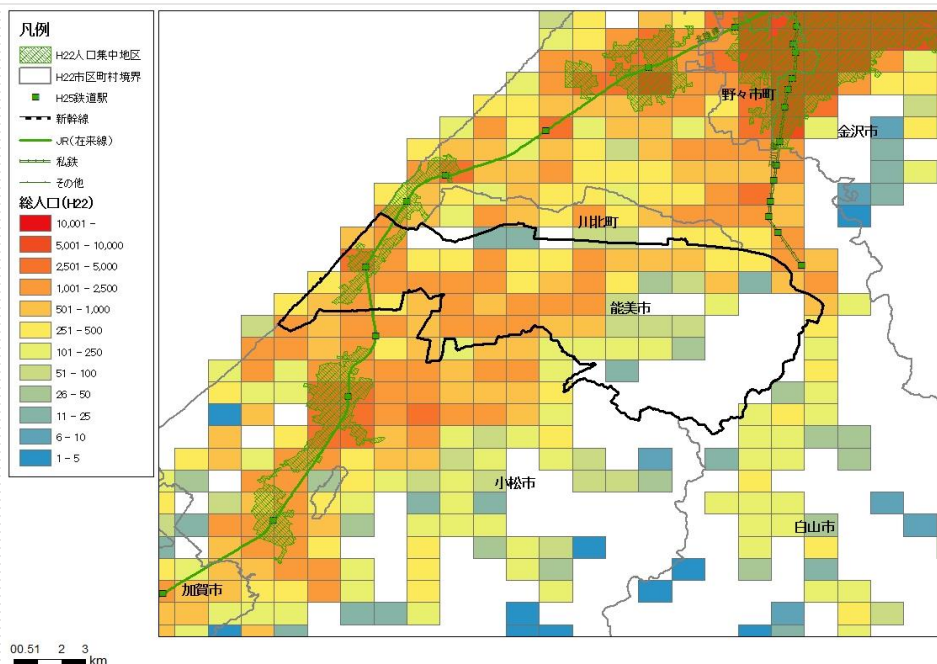 凡例
H22人口集中地区
H22市区町村境界
H25鉄道駅
新幹線
JR(在来線)
私鉄
その他
総人口(H22)
10,001 -
5,001 - 10,000
2,501 - 5,000
1,001 - 2,500
501 - 1,000
251 - 500
101 - 250
51 - 100
26 - 50
11 - 25
6 - 10
1 - 5
野々市町
金沢市
川北町
能美市
小松市
白山市
加賀市
00.51 2 3
km